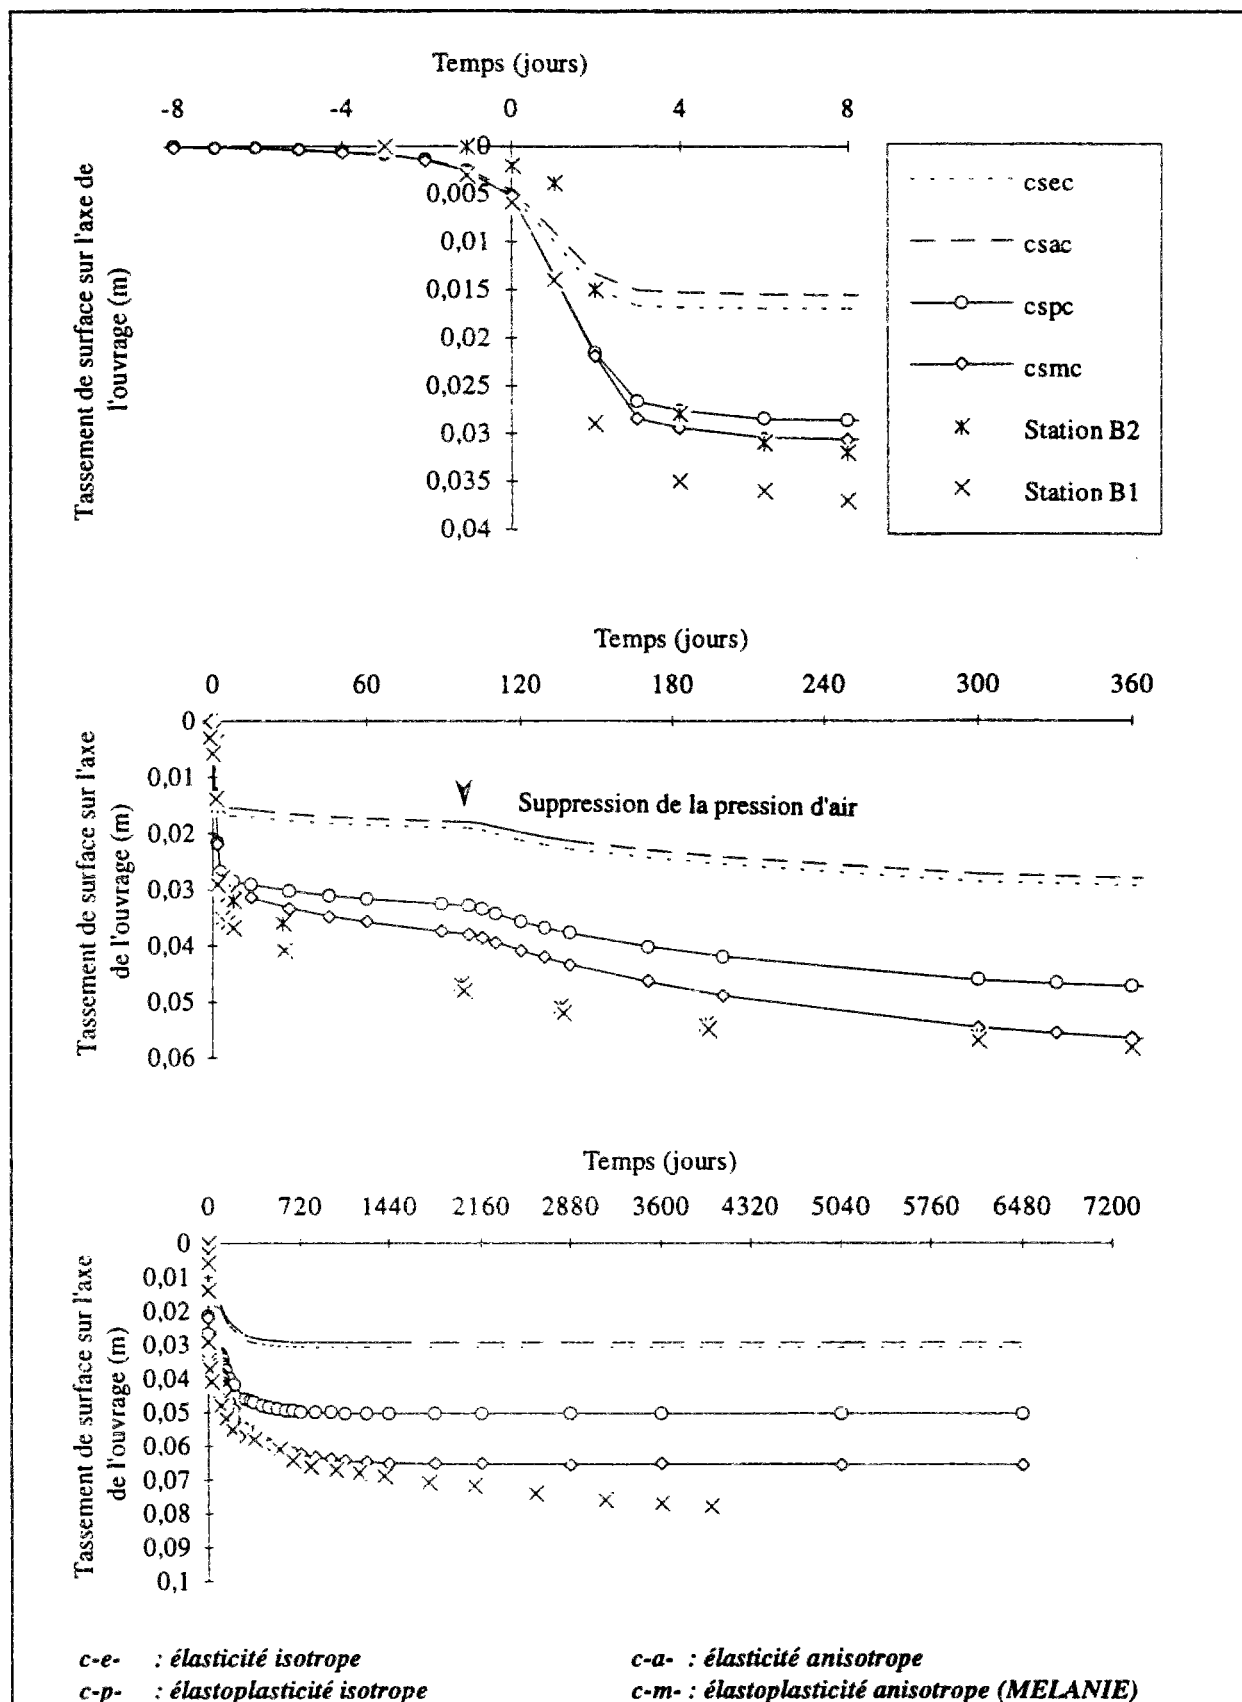 Temps (jours)
-8 -4 0 4 8
Tassement de surface sur l'axe de
l'ouvrage (m)
0
0,005
0,01
0,015
0,02
0,025
0,03
0,035
0,04
csec
csac
cspc
csmc
Station B2
Station B1
Temps (jours)
0 60 120 180 240 300 360
Tassement de surface sur l'axe
de l'ouvrage (m)
0
0,01
0,02
0,03
0,04
0,05
0,06
Suppression de la pression d'air
Temps (jours)
0 720 1440 2160 2880 3600 4320 5040 5760 6480 7200
Tassement de surface sur l'axe
de l'ouvrage (m)
0
0,01
0,02
0,03
0,04
0,05
0,06
0,07
0,08
0,09
0,1
c-e- : élasticité isotrope c-a- : élasticité anisotrope
c-p- : élastoplasticité isotrope c-m- : élastoplasticité anisotrope (MELANIE)